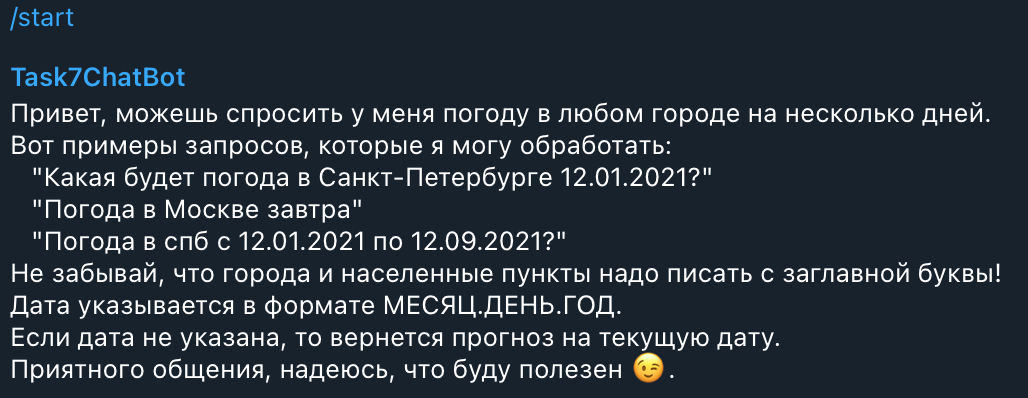 /start
Task7ChatBot
Привет, можешь спросить у меня погоду в любом городе на несколько дней.
Вот примеры запросов, которые я могу обработать:
"Какая будет погода в Санкт-Петербурге 12.01.2021?"
"Погода в Москве завтра"
"Погода в спб с 12.01.2021 по 12.09.2021?"
Не забывай, что города и населенные пункты надо писать с заглавной буквы!
Дата указывается в формате МЕСЯЦ.ДЕНЬ.ГОД.
Если дата не указана, то вернется прогноз на текущую дату.
Приятного общения, надеюсь, что буду полезен 😉.